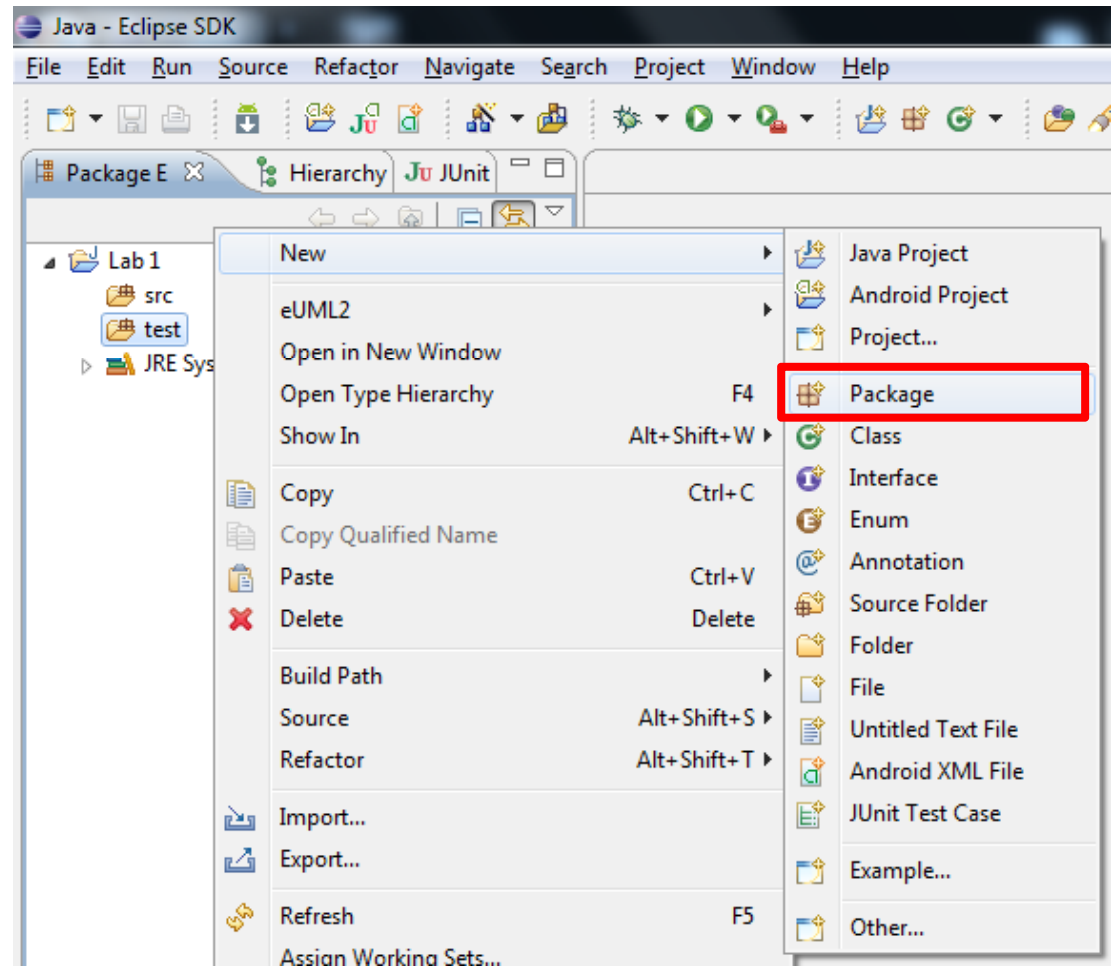 Java - Eclipse SDK
File Edit Run Source Refactor Navigate Search Project Window Help
Package E Hierarchy JUnit
Lab 1
src
test
JRE Sys
New
eUML2
Open in New Window
Open Type Hierarchy F4
Show In Alt+Shift+W
Copy Ctrl+C
Copy Qualified Name
Paste Ctrl+V
Delete Delete
Build Path
Source Alt+Shift+S
Refactor Alt+Shift+T
Import...
Export...
Refresh F5
Assign Working Sets...
Java Project
Android Project
Project...
Package
Class
Interface
Enum
Annotation
Source Folder
Folder
File
Untitled Text File
Android XML File
JUnit Test Case
Example...
Other...